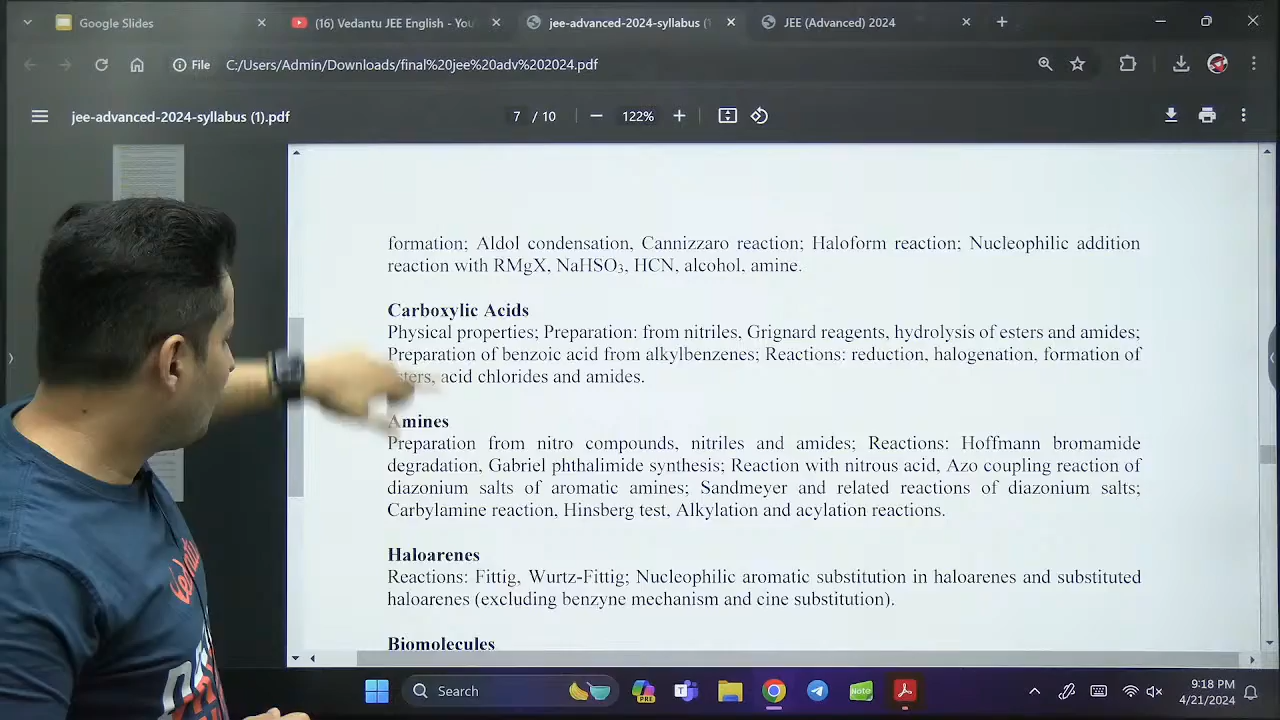 Google Slides
(16) Vedantu JEE English - You
jee-advanced-2024-syllabus (1
JEE (Advanced) 2024
File
C:/Users/Admin/Downloads/final%20jee%20adv%202024.pdf
jee-advanced-2024-syllabus (1).pdf
7 / 10
122%
formation; Aldol condensation, Cannizzaro reaction; Haloform reaction; Nucleophilic addition
reaction with RMgX, NaHSO₃, HCN, alcohol, amine.
Carboxylic Acids
Physical properties; Preparation: from nitriles, Grignard reagents, hydrolysis of esters and amides;
Preparation of benzoic acid from alkylbenzenes; Reactions: reduction, halogenation, formation of
esters, acid chlorides and amides.
Amines
Preparation from nitro compounds, nitriles and amides; Reactions: Hoffmann bromamide
degradation, Gabriel phthalimide synthesis; Reaction with nitrous acid, Azo coupling reaction of
diazonium salts of aromatic amines; Sandmeyer and related reactions of diazonium salts;
Carbylamine reaction, Hinsberg test, Alkylation and acylation reactions.
Haloarenes
Reactions: Fittig, Wurtz-Fittig; Nucleophilic aromatic substitution in haloarenes and substituted
haloarenes (excluding benzyne mechanism and cine substitution).
Biomolecules
Search
PRE
Note
9:18 PM
4/21/2024